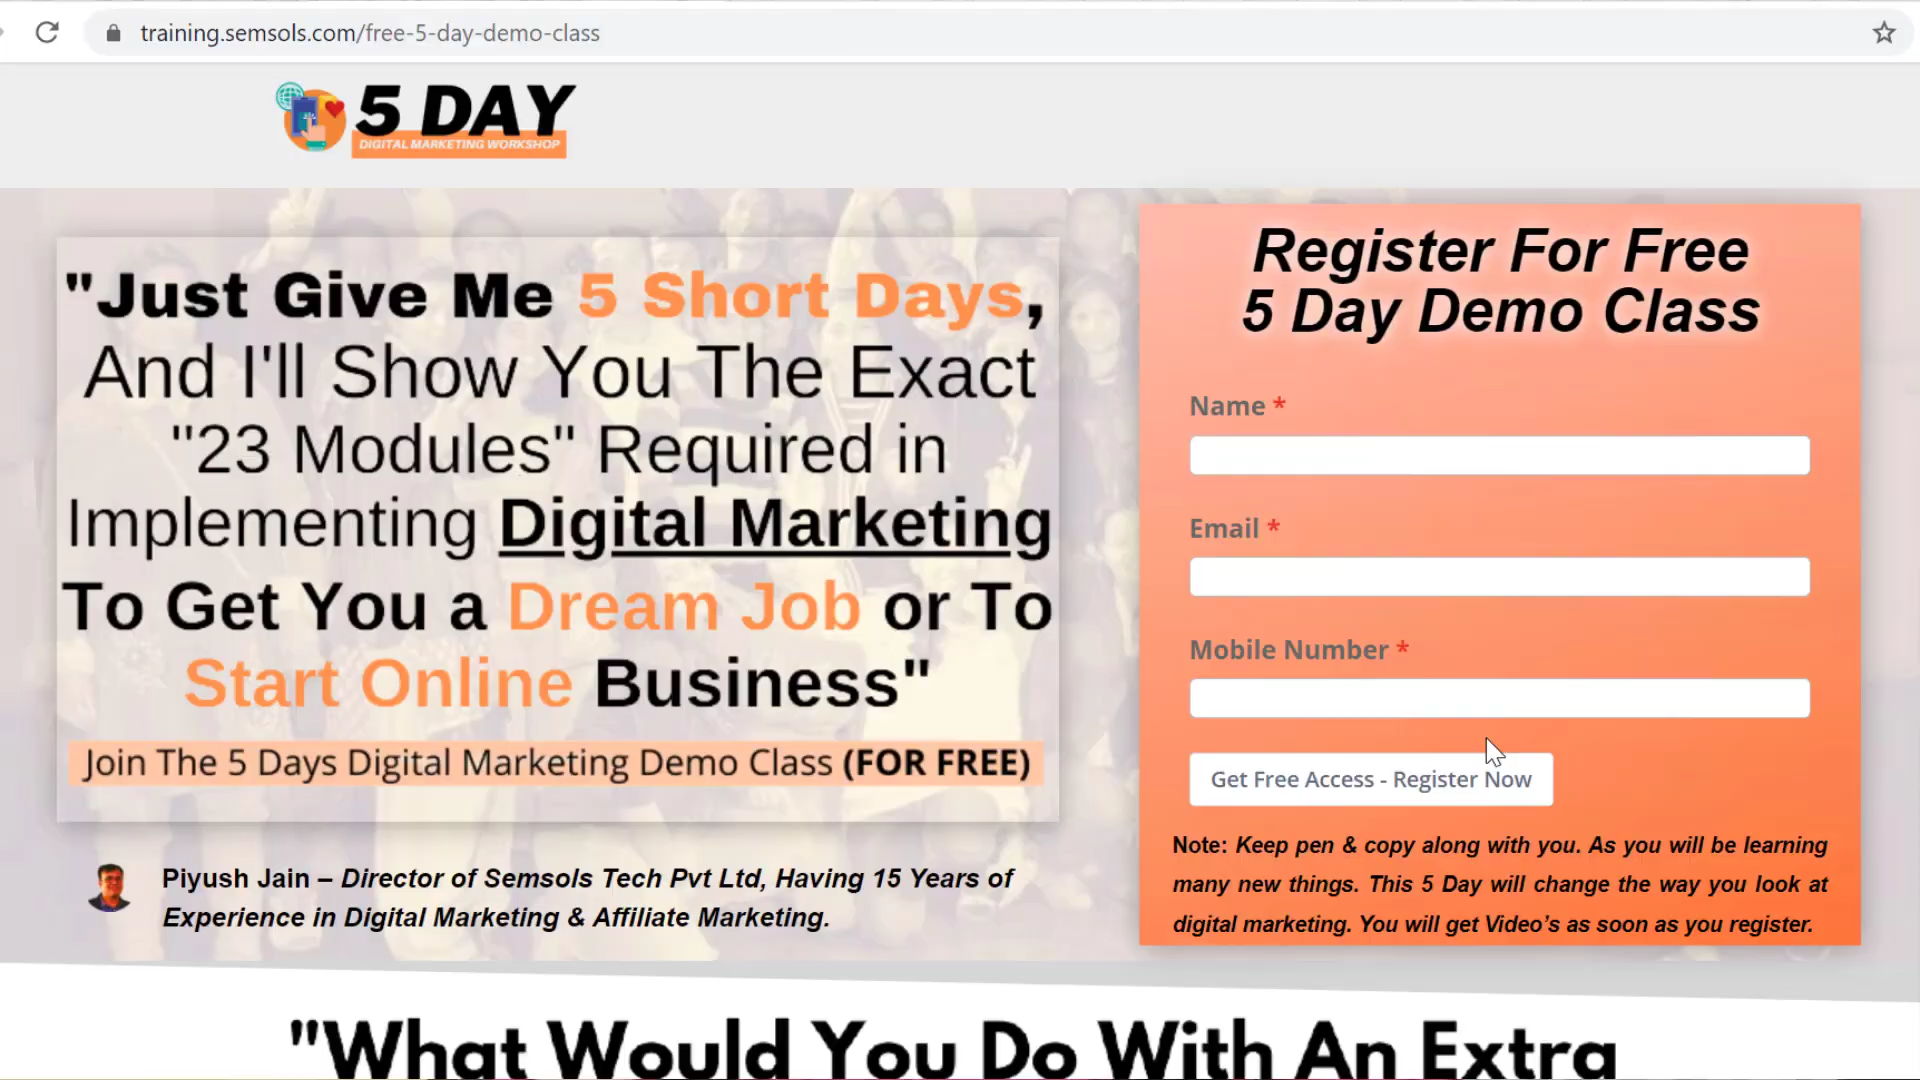 training.semsols.com/free-5-day-demo-class
5 DAY
DIGITAL MARKETING WORKSHOP
"Just Give Me 5 Short Days,
And I'll Show You The Exact
"23 Modules" Required in
Implementing Digital Marketing
To Get You a Dream Job or To
Start Online Business"
Join The 5 Days Digital Marketing Demo Class (FOR FREE)
Piyush Jain – Director of Semsols Tech Pvt Ltd, Having 15 Years of
Experience in Digital Marketing & Affiliate Marketing.
Register For Free
5 Day Demo Class
Name *
Email *
Mobile Number *
Get Free Access - Register Now
Note: Keep pen & copy along with you. As you will be learning
many new things. This 5 Day will change the way you look at
digital marketing. You will get Video’s as soon as you register.
"What Would You Do With An Extra